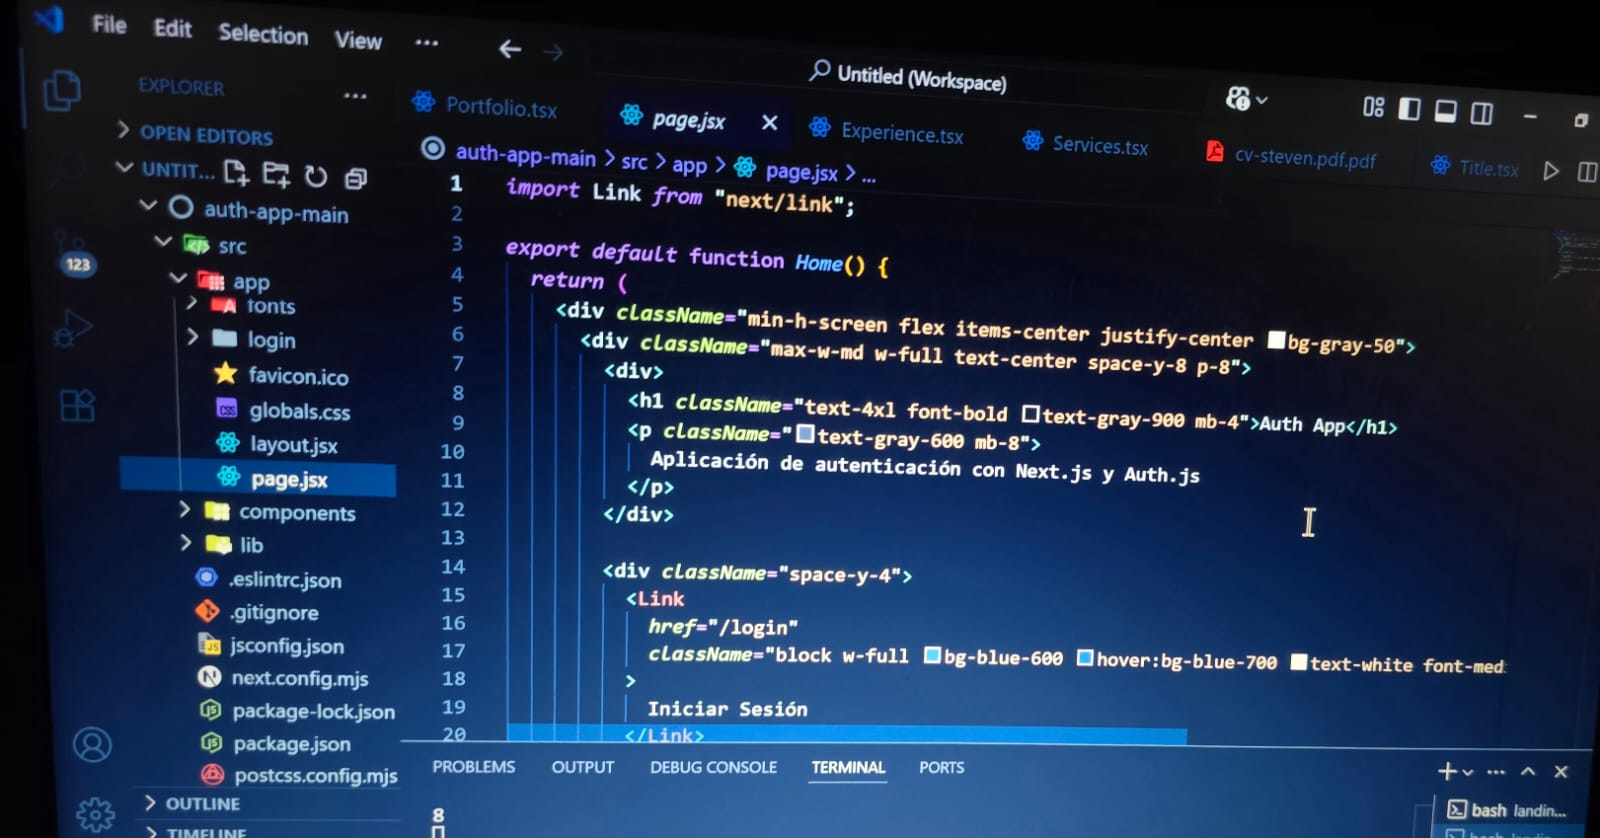 File Edit Selection View ...
Untitled (Workspace)
EXPLORER ...
OPEN EDITORS
UNTIT...
auth-app-main
src
app
fonts
login
favicon.ico
globals.css
layout.jsx
page.jsx
components
lib
.eslintrc.json
.gitignore
jsconfig.json
next.config.mjs
package-lock.json
package.json
postcss.config.mjs
OUTLINE
TIMELINE
123
Portfolio.tsx page.jsx Experience.tsx Services.tsx cv-steven.pdf.pdf Title.tsx
auth-app-main > src > app > page.jsx > ...
1 import Link from "next/link";
2
3 export default function Home() {
4 return (
5 <div className="min-h-screen flex items-center justify-center bg-gray-50">
6 <div className="max-w-md w-full text-center space-y-8 p-8">
7 <div>
8 <h1 className="text-4xl font-bold text-gray-900 mb-4">Auth App</h1>
9 <p className="text-gray-600 mb-8">
10 Aplicación de autenticación con Next.js y Auth.js
11 </p>
12 </div>
13
14 <div className="space-y-4">
15 <Link
16 href="/login"
17 className="block w-full bg-blue-600 hover:bg-blue-700 text-white font-med
18 >
19 Iniciar Sesión
20 </Link>
PROBLEMS OUTPUT DEBUG CONSOLE TERMINAL PORTS
8
bash landin...
bash landin